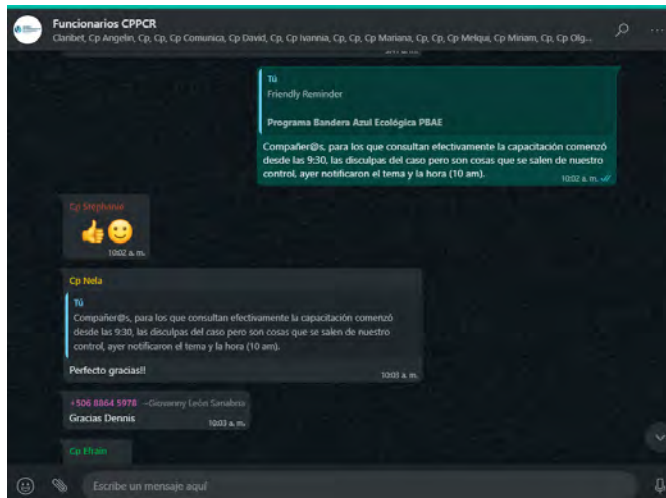 Funcionarios CPPCR
Claribet, Cp Angelin, Cp, Cp, Cp Comunica, Cp David, Cp, Cp Ivannia, Cp, Cp, Cp Mariana, Cp, Cp, Cp Melqui, Cp Miriam, Cp, Cp Olg...
Tú
Friendly Reminder
Programa Bandera Azul Ecológica PBAE
Compañer@s, para los que consultan efectivamente la capacitación comenzó
desde las 9:30, las disculpas del caso pero son cosas que se salen de nuestro
control, ayer notificaron el tema y la hora (10 am).
10:02 a. m.
Cp Stephanie
10:02 a. m.
Cp Nela
Tú
Compañer@s, para los que consultan efectivamente la capacitación comenzó
desde las 9:30, las disculpas del caso pero son cosas que se salen de nuestro
control, ayer notificaron el tema y la hora (10 am).
Perfecto gracias!!
10:03 a. m.
+506 8864 5978 ~Giovanny León Sanabria
Gracias Dennis
10:03 a. m.
Cp Efraín
Escribe un mensaje aquí